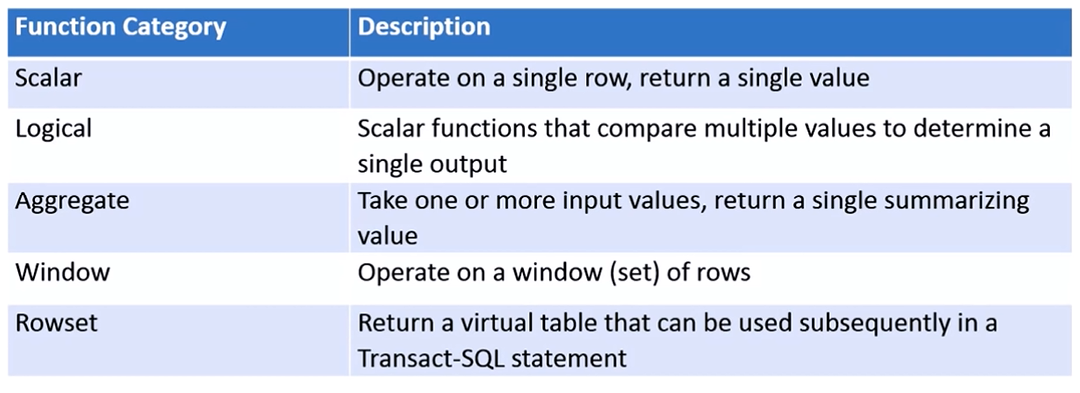 Function Category Description
Scalar Operate on a single row, return a single value
Logical Scalar functions that compare multiple values to determine a
single output
Aggregate Take one or more input values, return a single summarizing
value
Window Operate on a window (set) of rows
Rowset Return a virtual table that can be used subsequently in a
Transact-SQL statement